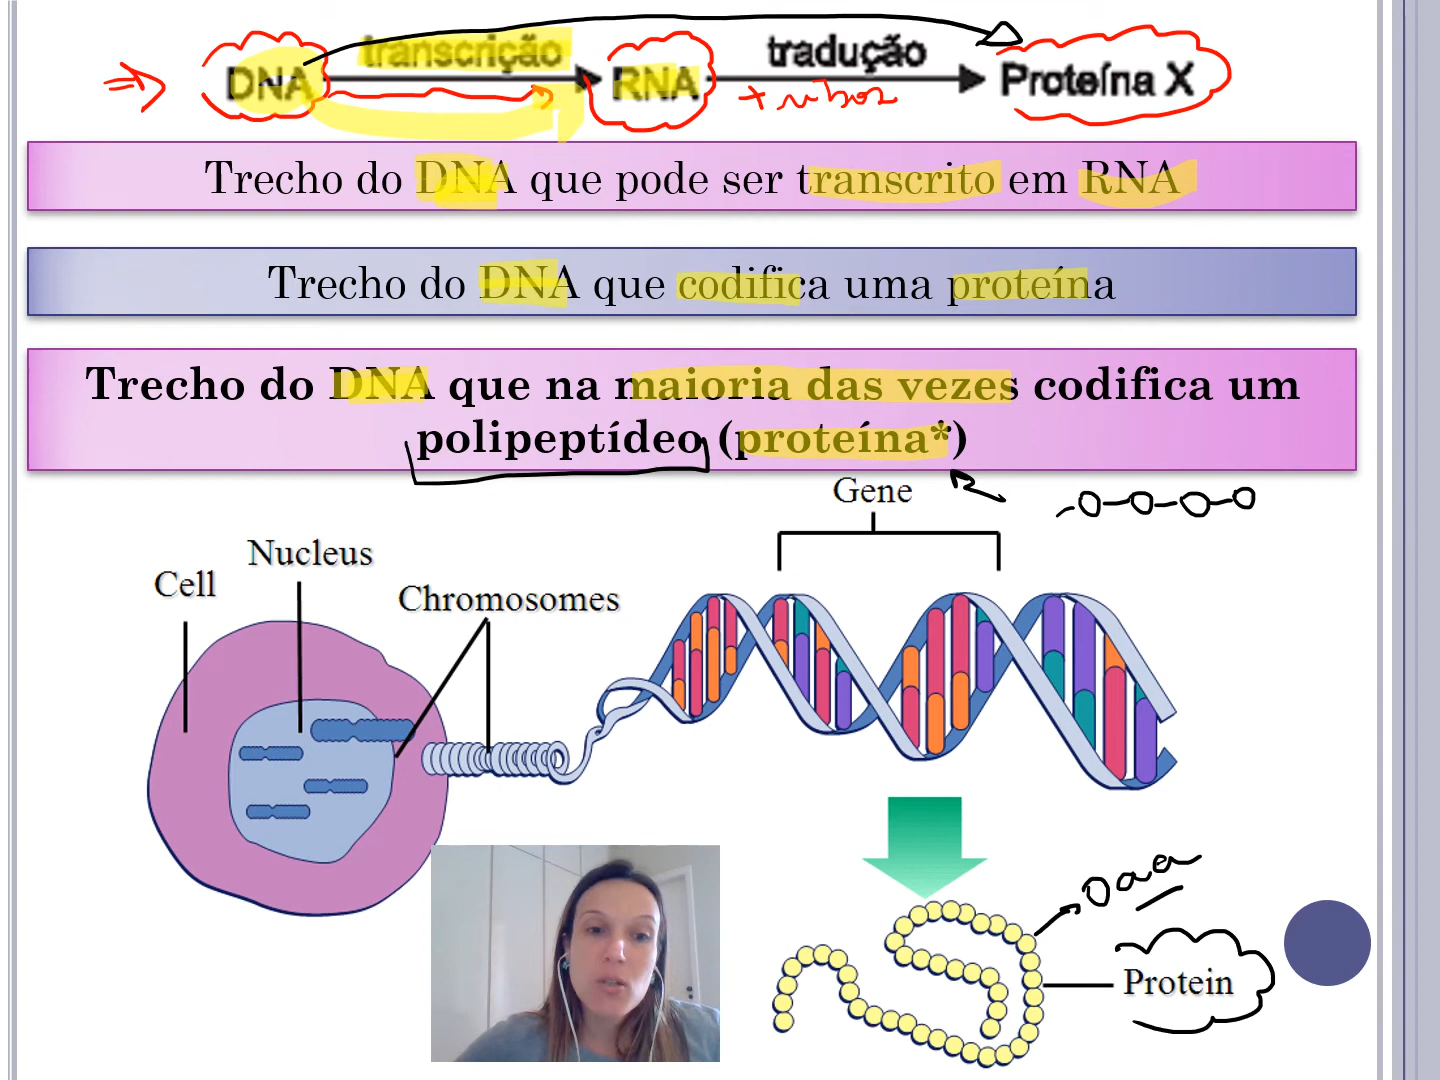 transcrição
tradução
DNA
RNA
Proteína X
Trecho do DNA que pode ser transcrito em RNA
Trecho do DNA que codifica uma proteína
Trecho do DNA que na maioria das vezes codifica um
polipeptídeo (proteína*)
Gene
Nucleus
Cell
Chromosomes
aa
Protein